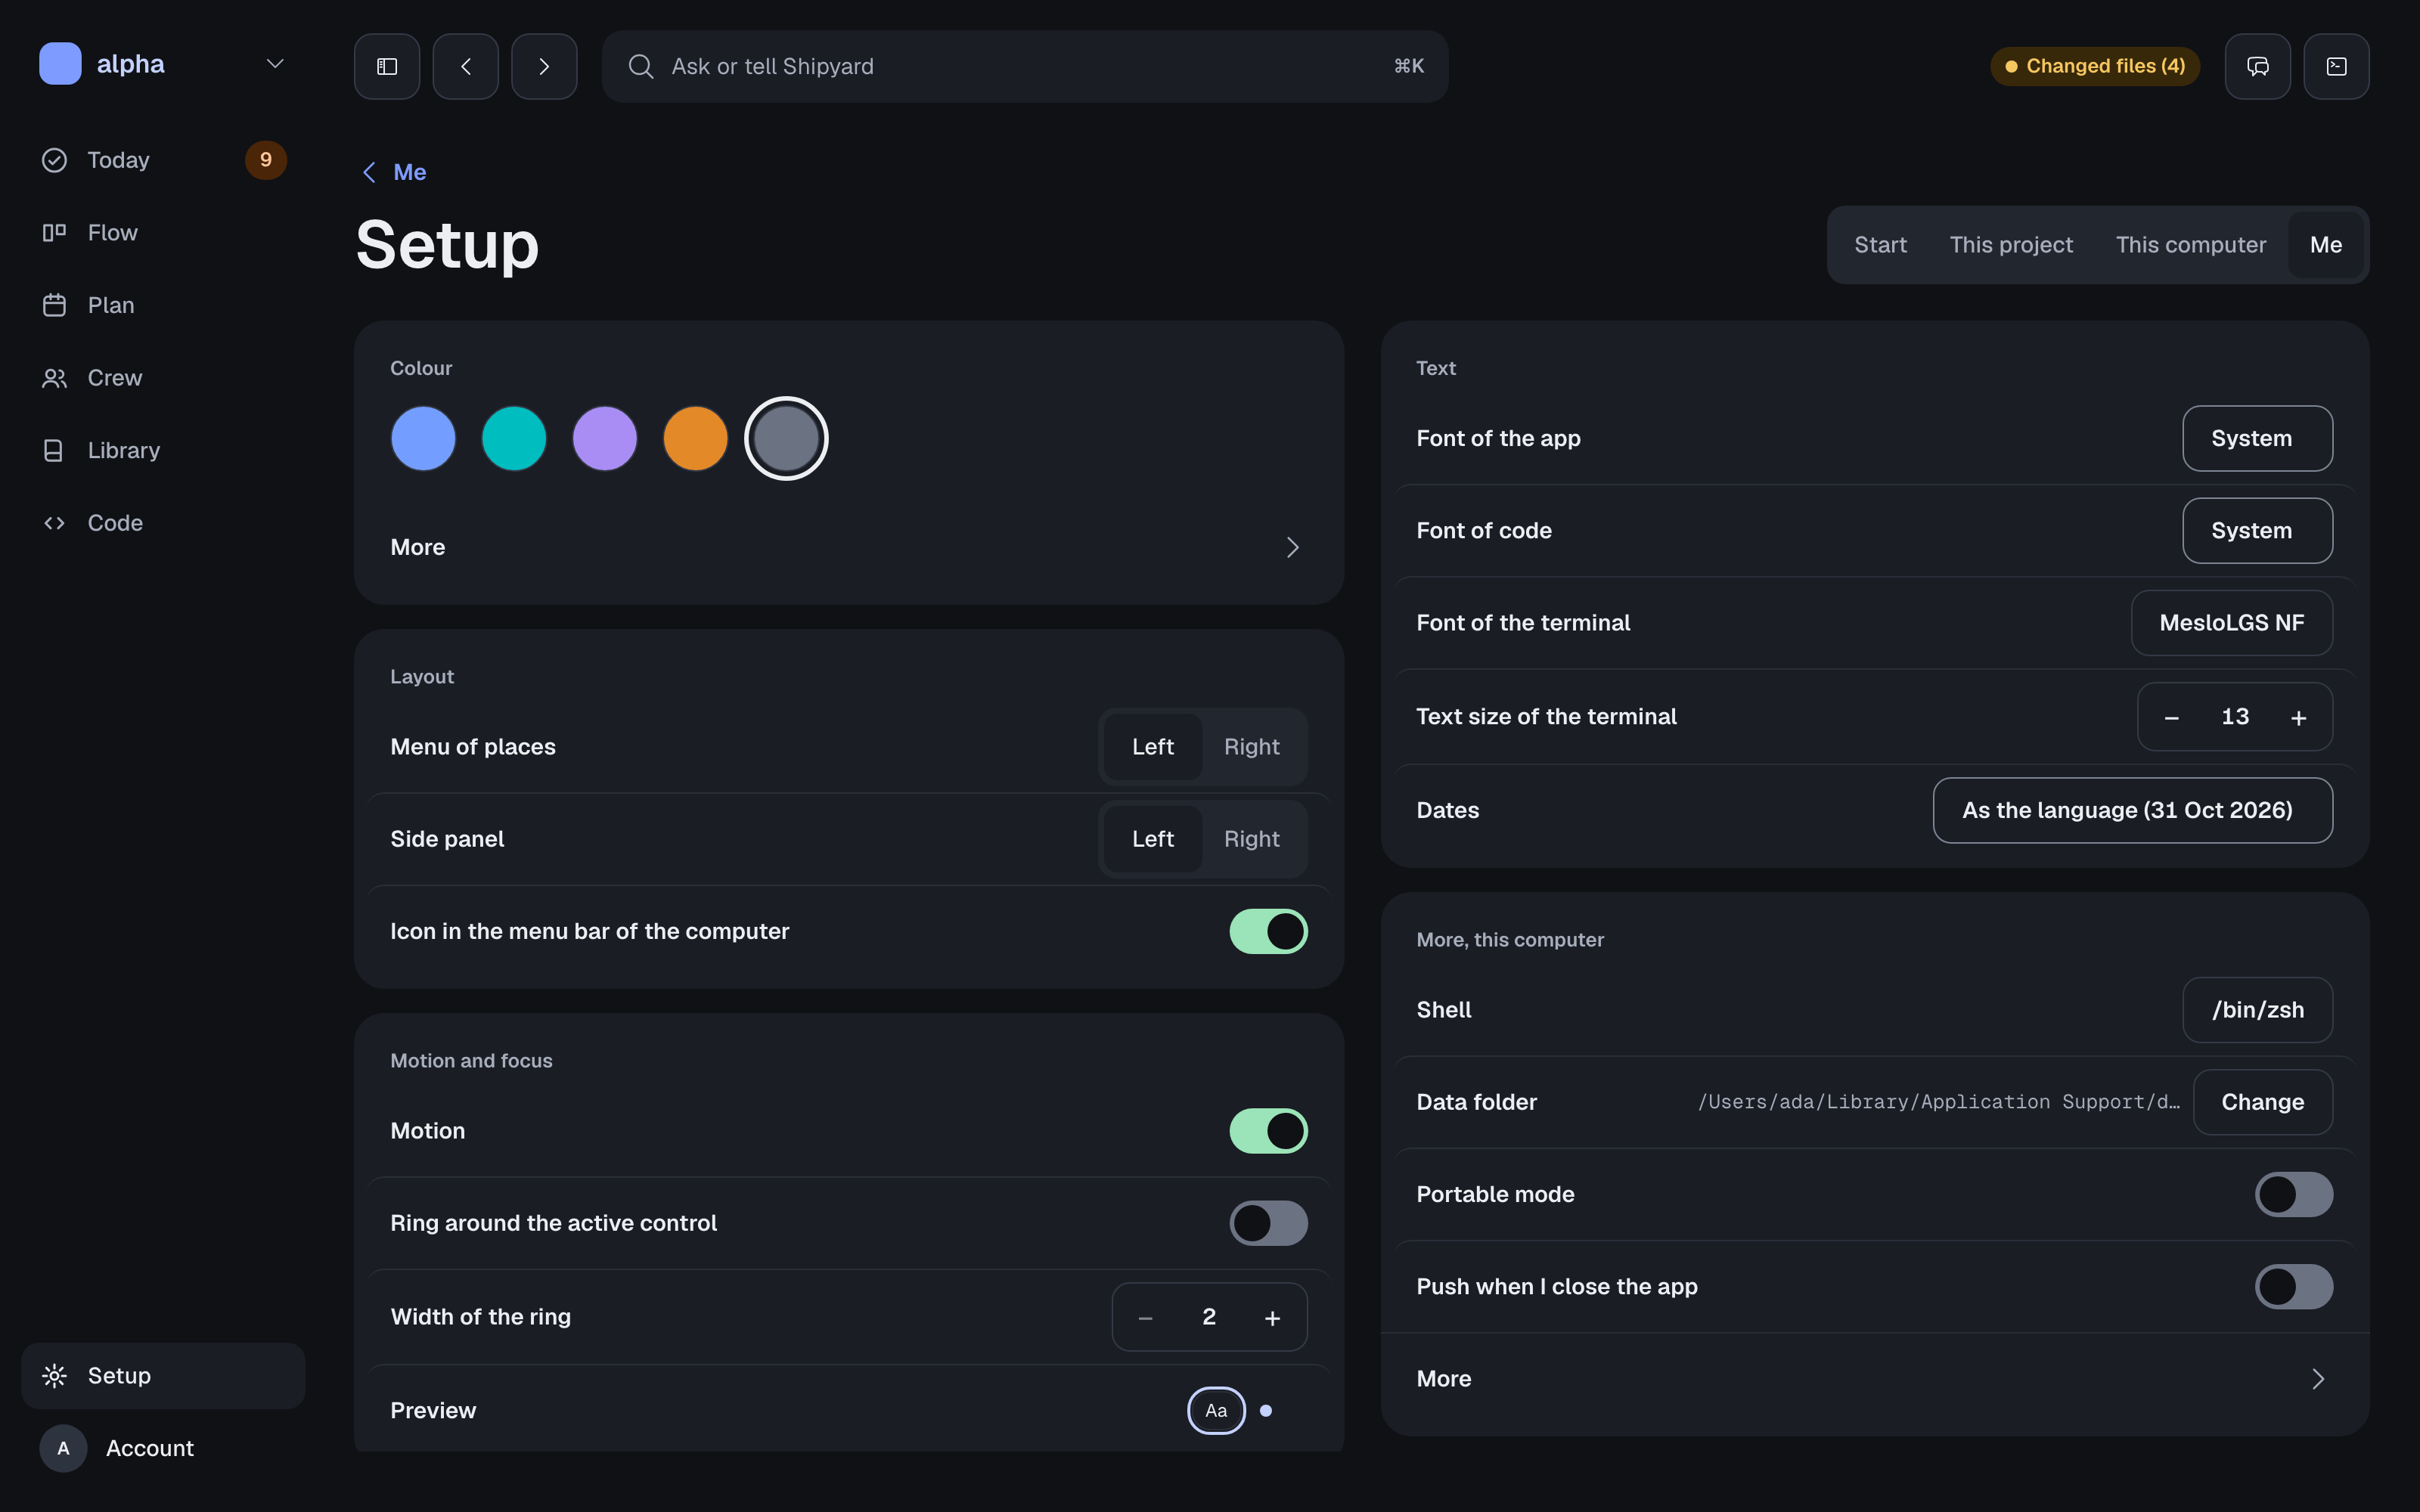 alpha
Ask or tell Shipyard
⌘K
Changed files (4)
Today
9
Flow
Plan
Crew
Library
Code
Setup
A
Account
Me
Setup
Start
This project
This computer
Me
Colour
More
Layout
Menu of places
Left
Right
Side panel
Left
Right
Icon in the menu bar of the computer
Motion and focus
Motion
Ring around the active control
Width of the ring
− 2 +
Preview
Aa
Text
Font of the app
System
Font of code
System
Font of the terminal
MesloLGS NF
Text size of the terminal
− 13 +
Dates
As the language (31 Oct 2026)
More, this computer
Shell
/bin/zsh
Data folder
/Users/ada/Library/Application Support/d…
Change
Portable mode
Push when I close the app
More